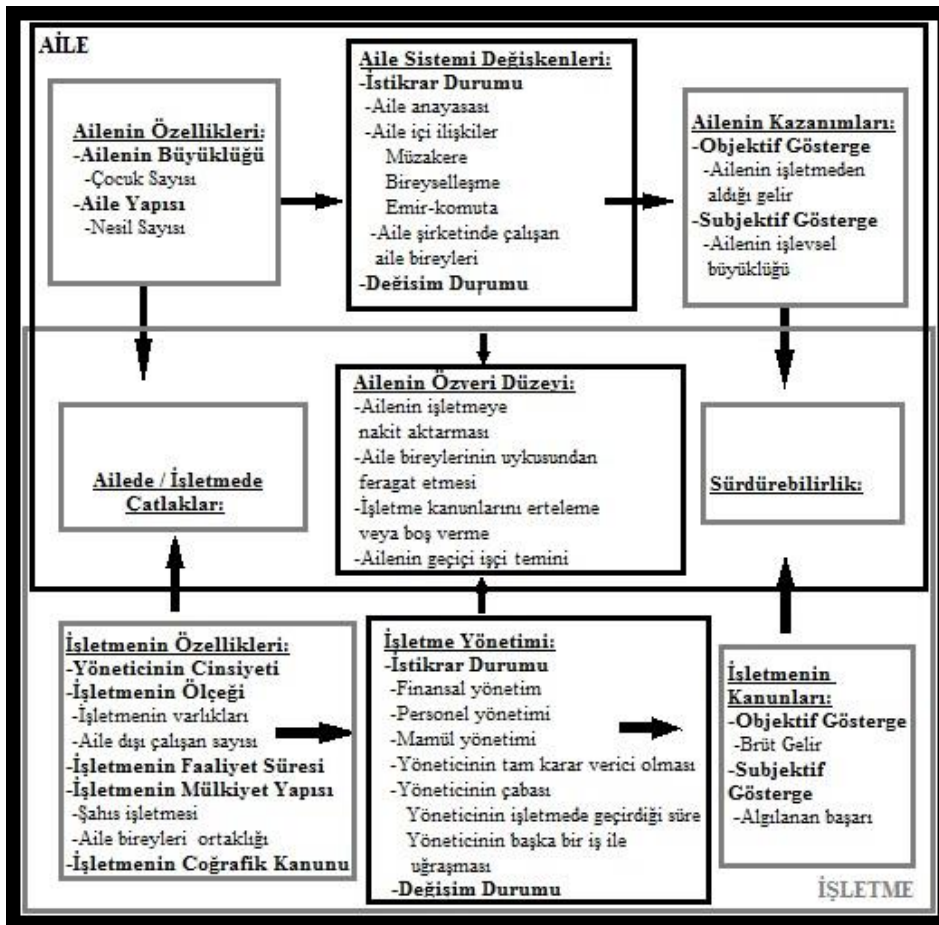 AİLE
Ailenin Özellikleri:
-Ailenin Büyüklüğü
-Çocuk Sayısı
-Aile Yapısı
-Nesil Sayısı
Aile Sistemi Değişkenleri:
-İstikrar Durumu
-Aile anayasası
-Aile içi ilişkiler
Müzakere
Bireyselleşme
Emir-komuta
-Aile şirketinde çalışan
aile bireyleri
-Değişim Durumu
Ailenin Kazanımları:
-Objektif Gösterge
-Ailenin işletmeden
aldığı gelir
-Subjektif Gösterge
-Ailenin işlevsel
büyüklüğü
Ailede / İşletmede
Catlaklar:
Ailenin Özveri Düzeyi:
-Ailenin işletmeye
nakit aktarması
-Aile bireylerinin uykusundan
feragat etmesi
-İşletme kanunlarını erteleme
veya boş verme
-Ailenin geçiçi işçi temini
Sürdürebilirlik:
İşletmenin Özellikleri:
-Yöneticinin Cinsiyeti
-İşletmenin Ölçeği
-İşletmenin varlıkları
-Aile dışı çalışan sayısı
-İşletmenin Faaliyet Süresi
-İşletmenin Mülkiyet Yapısı
-Şahıs işletmesi
-Aile bireyleri ortaklığı
-İşletmenin Coğrafik Kanunu
İşletme Yönetimi:
-İstikrar Durumu
-Finansal yönetim
-Personel yönetimi
-Mamül yönetimi
-Yöneticinin tam karar verici olması
-Yöneticinin çabası
Yöneticinin işletmede geçirdiği süre
Yöneticinin başka bir iş ile
uğraşması
-Değişim Durumu
İşletmenin
Kanunları:
-Objektif Gösterge
-Brüt Gelir
-Subjektif
Gösterge
-Algılanan başarı
İŞLETME